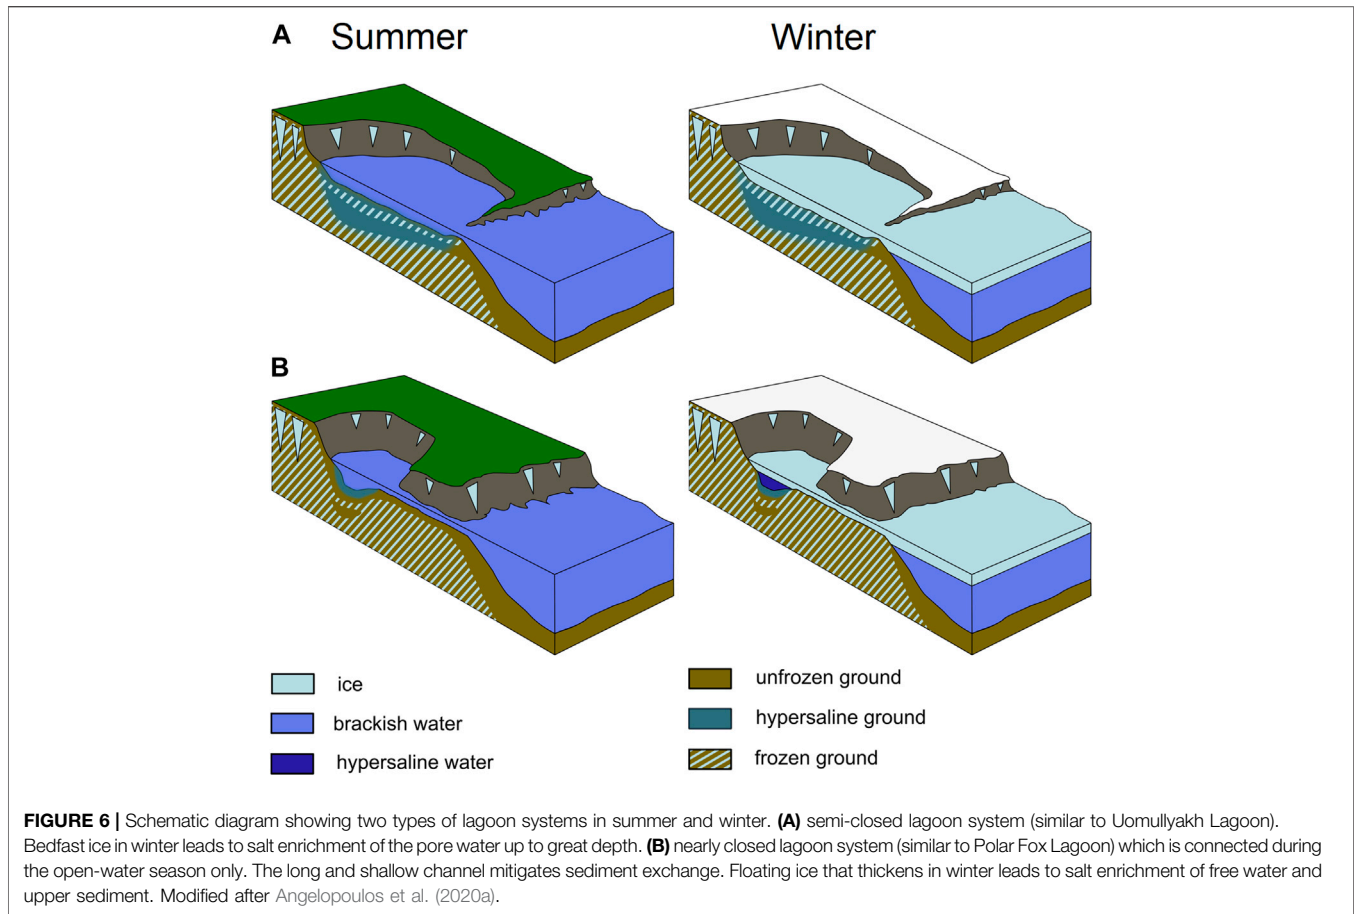 A Summer Winter
B
ice
brackish water
hypersaline water
unfrozen ground
hypersaline ground
frozen ground
FIGURE 6 | Schematic diagram showing two types of lagoon systems in summer and winter. (A) semi-closed lagoon system (similar to Uomullyakh Lagoon).
Bedfast ice in winter leads to salt enrichment of the pore water up to great depth. (B) nearly closed lagoon system (similar to Polar Fox Lagoon) which is connected during
the open-water season only. The long and shallow channel mitigates sediment exchange. Floating ice that thickens in winter leads to salt enrichment of free water and
upper sediment. Modified after Angelopoulos et al. (2020a).